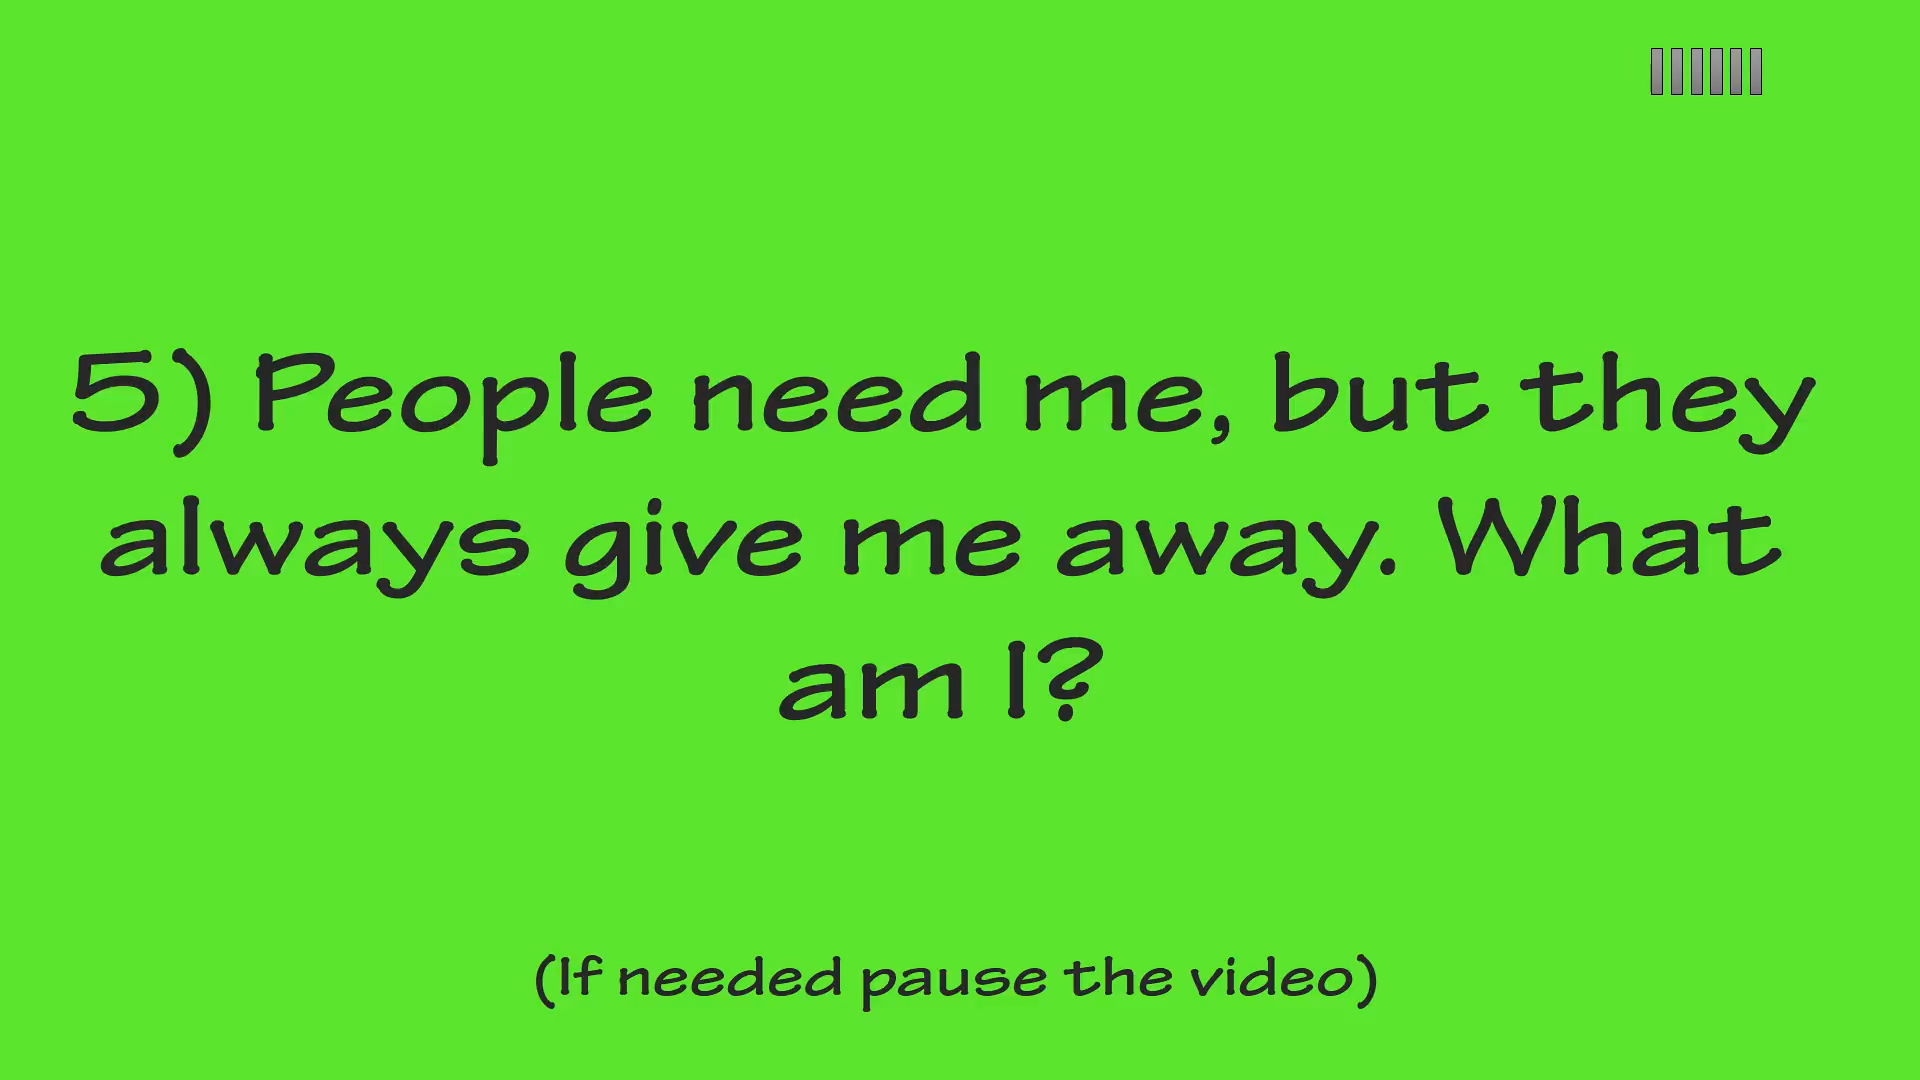 5) People need me, but they
always give me away. What
am I?
(If needed pause the video)